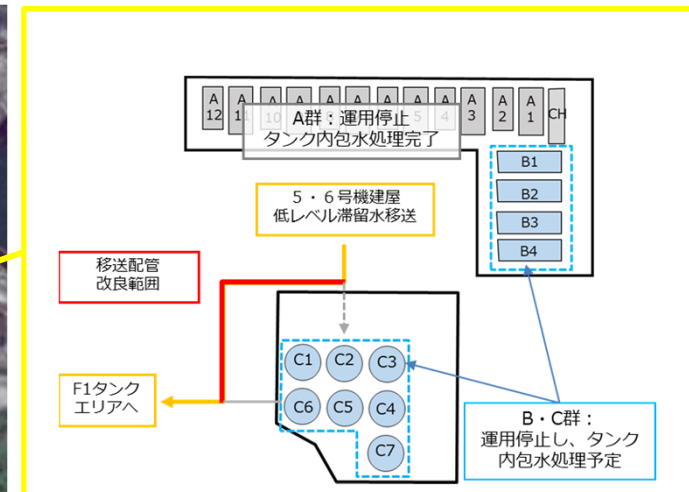 A
12
A
A
10
A
A
A
A
A
5
A
4
A
3
A
2
A
1
CH
A群：運用停止
タンク内包水処理完了
B1
B2
B3
B4
５・６号機建屋
低レベル滞留水移送
移送配管
改良範囲
C1 C2 C3
C6 C5 C4
C7
F1タンク
エリアへ
B・C群：
運用停止し、タンク
内包水処理予定